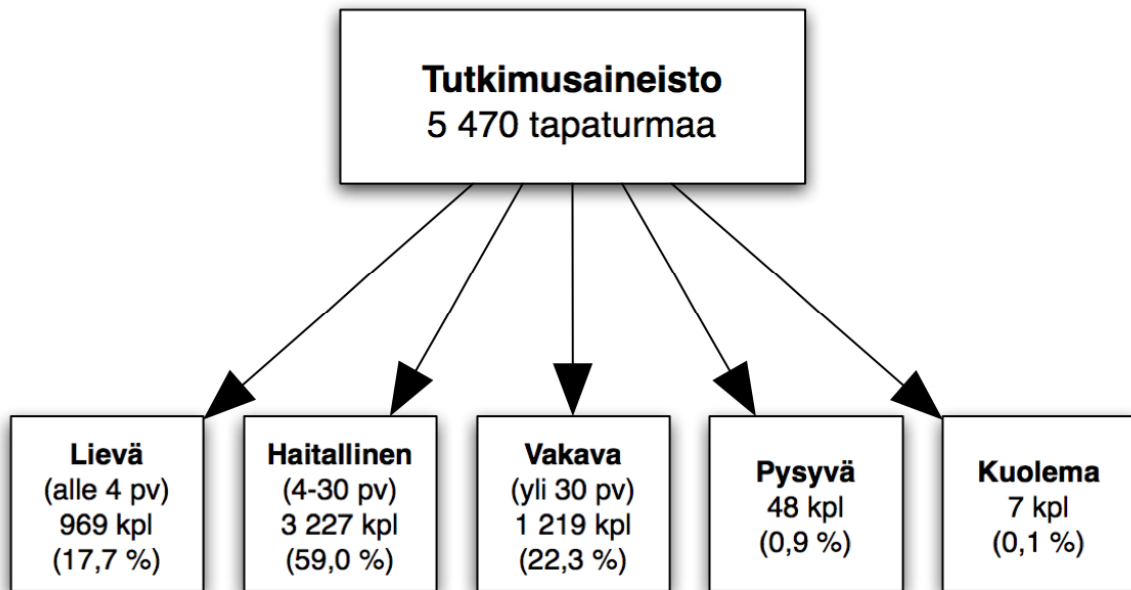 Tutkimusaineisto
5 470 tapaturmaa
Lievä
(alle 4 pv)
969 kpl
(17,7 %)
Haitallinen
(4-30 pv)
3 227 kpl
(59,0 %)
Vakava
(yli 30 pv)
1 219 kpl
(22,3 %)
Pysyvä
48 kpl
(0,9 %)
Kuolema
7 kpl
(0,1 %)